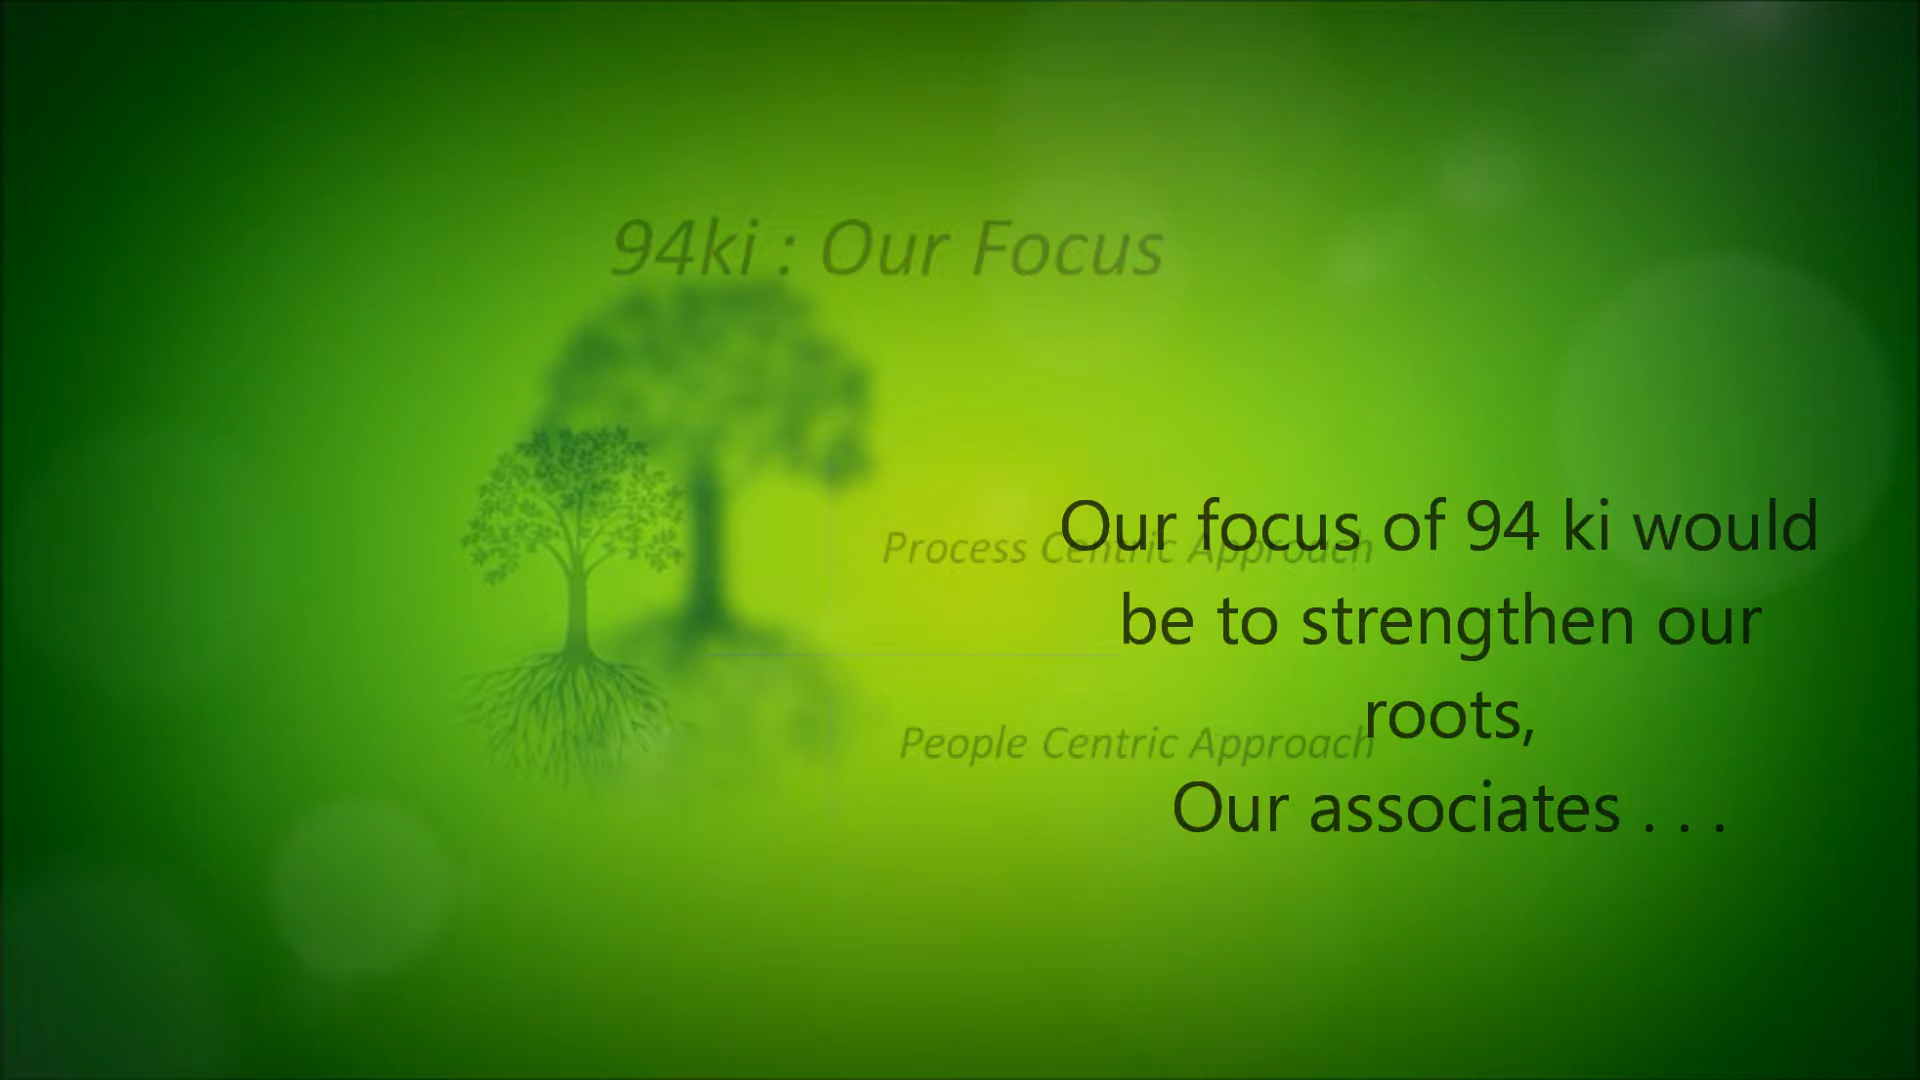 94ki : Our Focus
Process Centric Approach
People Centric Approach
Our focus of 94 ki would
be to strengthen our
roots,
Our associates . . .